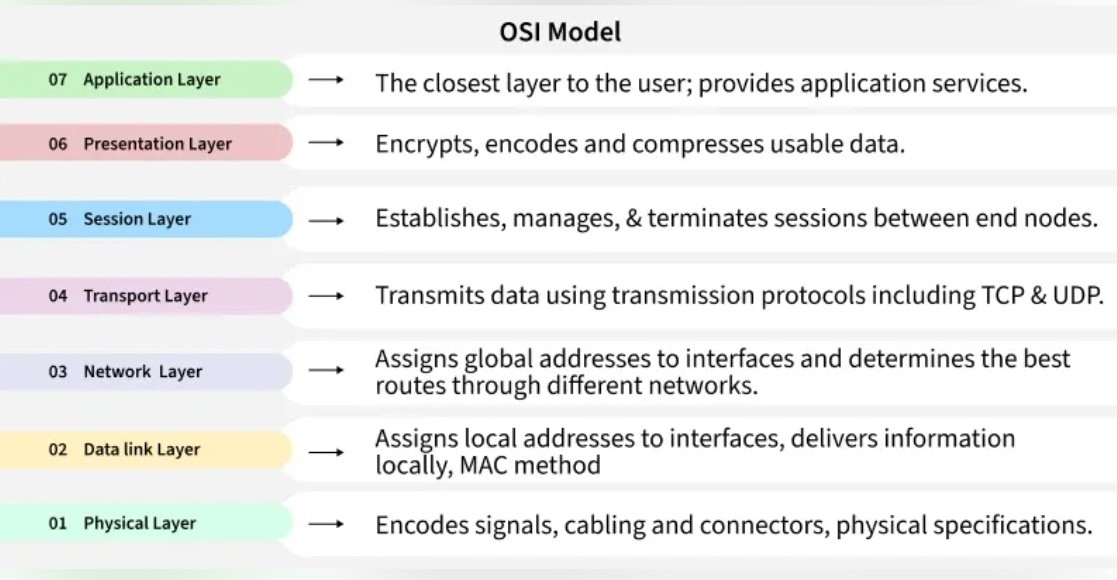 OSI Model
07 Application Layer
The closest layer to the user; provides application services.
06 Presentation Layer
Encrypts, encodes and compresses usable data.
05 Session Layer
Establishes, manages, & terminates sessions between end nodes.
04 Transport Layer
Transmits data using transmission protocols including TCP & UDP.
03 Network Layer
Assigns global addresses to interfaces and determines the best
routes through different networks.
02 Data link Layer
Assigns local addresses to interfaces, delivers information
locally, MAC method
01 Physical Layer
Encodes signals, cabling and connectors, physical specifications.